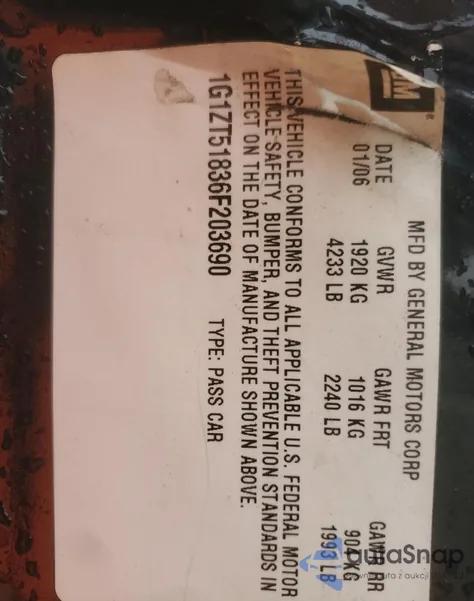 GM
MFD BY GENERAL MOTORS CORP
DATE GVWR GAWR FRT GAWR RR
01/06 1920 KG 1016 KG 904 KG
4233 LB 2240 LB 1993 LB
THIS VEHICLE CONFORMS TO ALL APPLICABLE U.S. FEDERAL MOTOR
VEHICLE SAFETY, BUMPER, AND THEFT PREVENTION STANDARDS IN
EFFECT ON THE DATE OF MANUFACTURE SHOWN ABOVE.
1G1ZT51836F203690 TYPE: PASS CAR
autaSnap